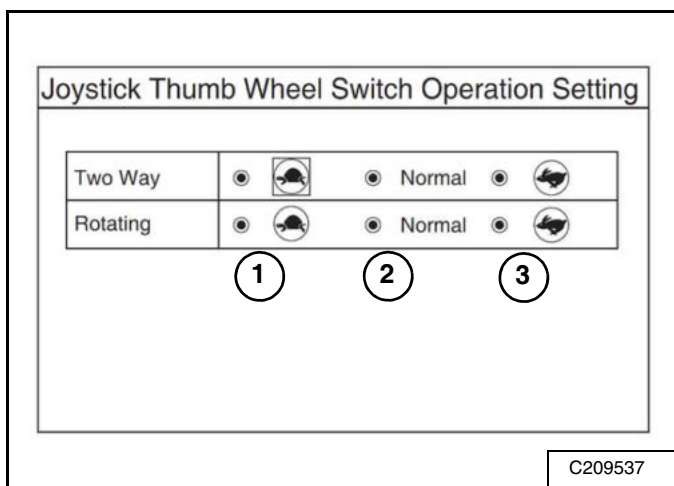 Joystick Thumb Wheel Switch Operation Setting
Two Way Normal
Rotating Normal
1 2 3
C209537